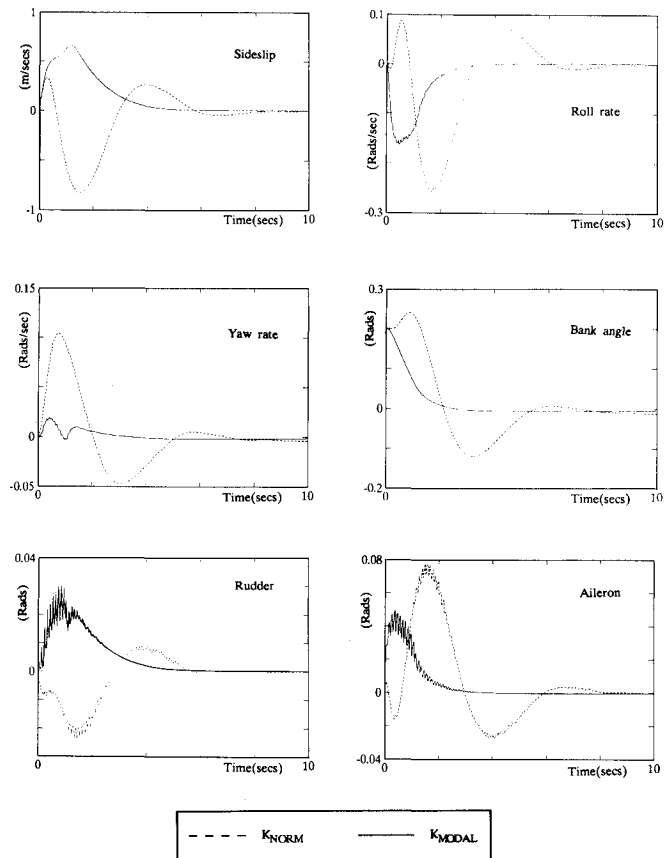 1
(m/secs)
Sideslip
0
-1
0
Time(secs)
10
0.1
0
(Rads/sec)
Roll rate
-0.3
0
Time(secs)
10
0.15
(Rads/sec)
Yaw rate
0
-0.05
0
Time(secs)
10
0.3
(Rads)
Bank angle
0
-0.2
0
Time(secs)
10
0.04
(Rads)
Rudder
0
0
Time(secs)
10
0.08
(Rads)
Aileron
0
-0.04
0
Time(secs)
10
K_NORM K_MODAL